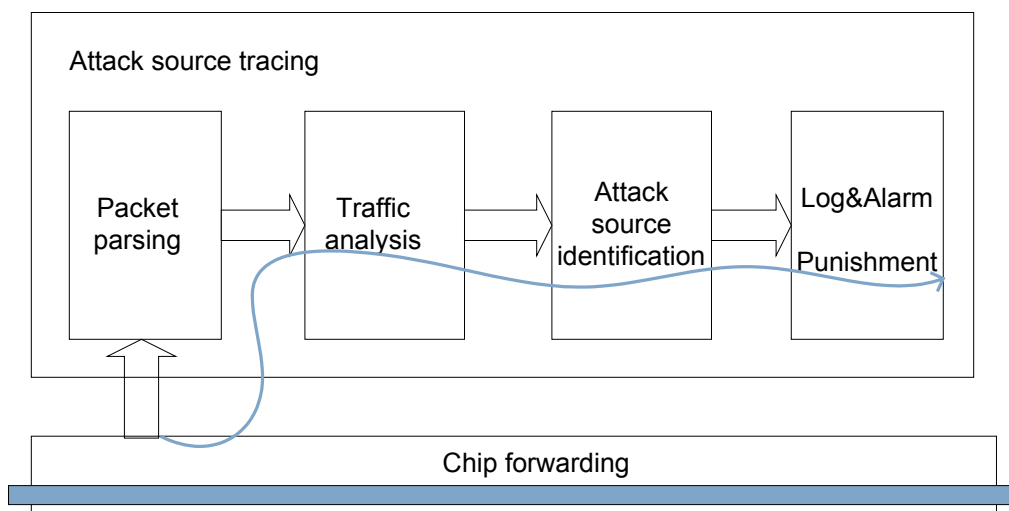 Attack source tracing
Packet
parsing
Traffic
analysis
Attack
source
identification
Log&Alarm
Punishment
Chip forwarding